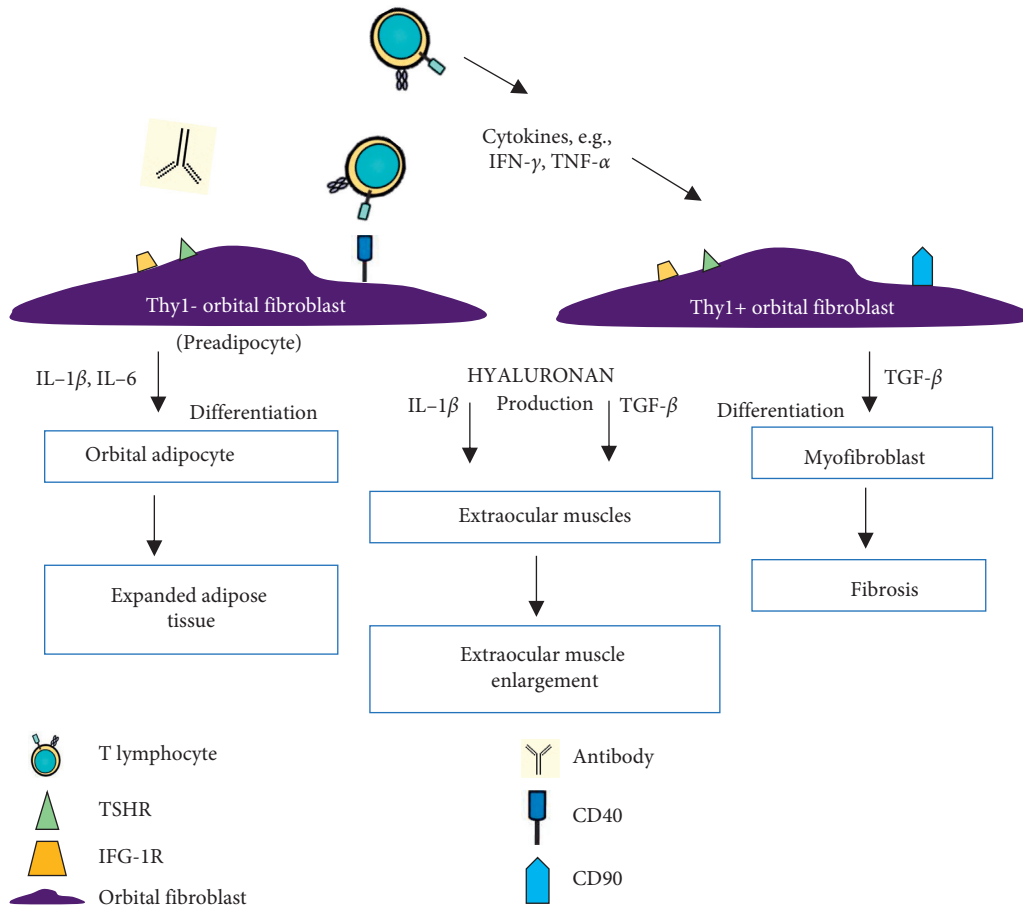 Cytokines, e.g.,
IFN-γ, TNF-α
Thy1- orbital fibroblast
(Preadipocyte)
Thy1+ orbital fibroblast
IL–1β, IL–6
Differentiation
HYALURONAN
Production
IL–1β
TGF-β
TGF-β
Differentiation
Orbital adipocyte
Extraocular muscles
Myofibroblast
Expanded adipose
tissue
Extraocular muscle
enlargement
Fibrosis
T lymphocyte
TSHR
IFG-1R
Orbital fibroblast
Antibody
CD40
CD90